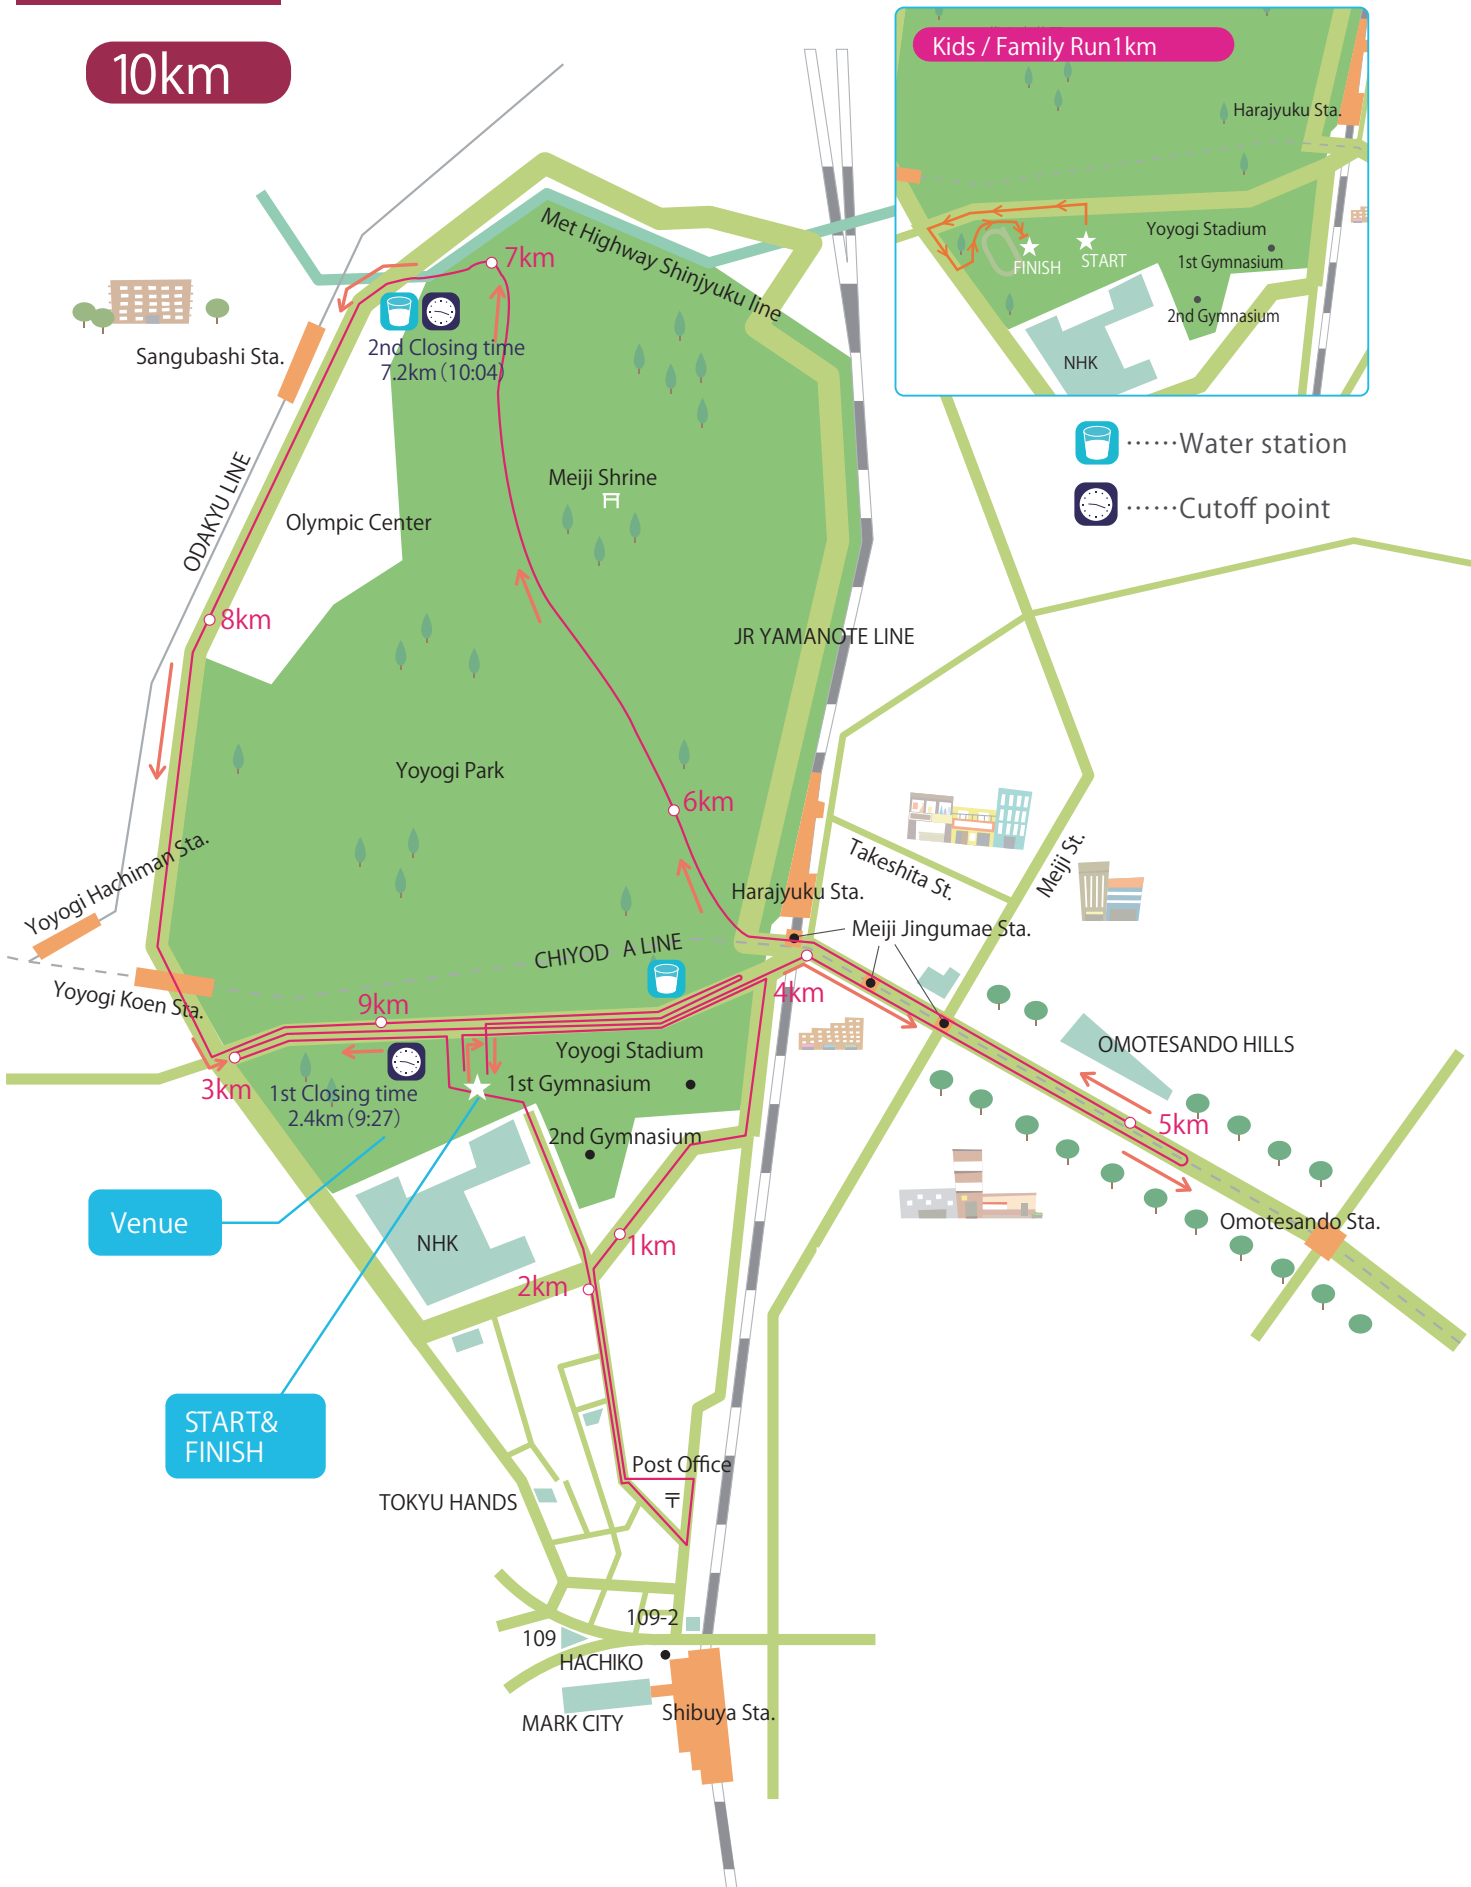 10km
Kids / Family Run1km
Harajyuku Sta.
Yoyogi Stadium
1st Gymnasium
START
FINISH
2nd Gymnasium
NHK
Met Highway Shinjyuku line
7km
2nd Closing time
7.2km(10:04)
Sangubashi Sta.
……Water station
……Cutoff point
Meiji Shrine
ODAKYU LINE
Olympic Center
8km
JR YAMANOTE LINE
Yoyogi Park
6km
Takeshita St.
Meiji St.
Yoyogi Hachiman Sta.
Harajyuku Sta.
Meiji Jingumae Sta.
CHIYOD A LINE
Yoyogi Koen Sta.
9km
4km
Yoyogi Stadium
OMOTESANDO HILLS
3km
1st Closing time
2.4km(9:27)
1st Gymnasium
5km
2nd Gymnasium
Venue
NHK
1km
Omotesando Sta.
2km
START&
FINISH
Post Office
〒
TOKYU HANDS
109-2
109
HACHIKO
MARK CITY
Shibuya Sta.